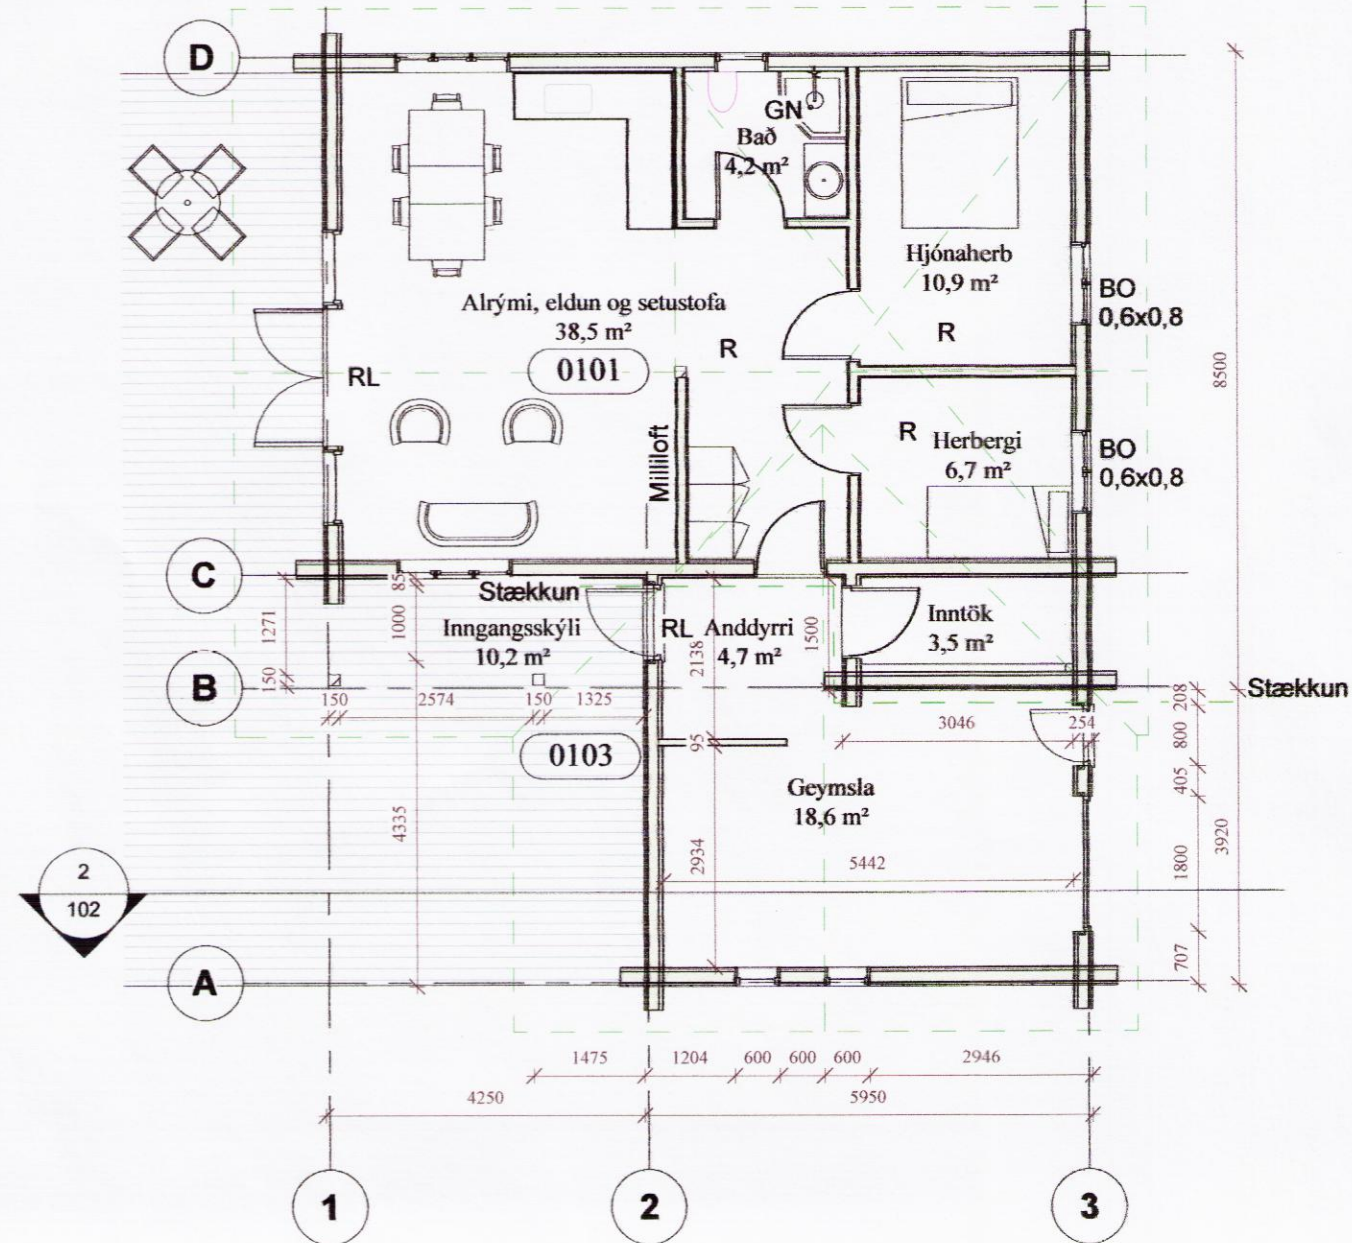 D
GN
Bað
4,2 m²
Hjónaherb
10,9 m²
BO
0,6x0,8
Alrými, eldun og setustofa
38,5 m²
R
R
0101
RL
8500
Milliloft
R
Herbergi
6,7 m²
BO
0,6x0,8
C
85
Stækkun
1271
1000
Inngangsskýli
10,2 m²
RL
Anddyrri
4,7 m²
2138
1500
Inntök
3,5 m²
B
150
150
2574
150
1325
208
Stækkun
3046
254
800
95
0103
405
Geymsla
18,6 m²
4335
2934
5442
1800
3920
2
102
707
A
1475
1204
600
600
600
2946
4250
5950
1
2
3